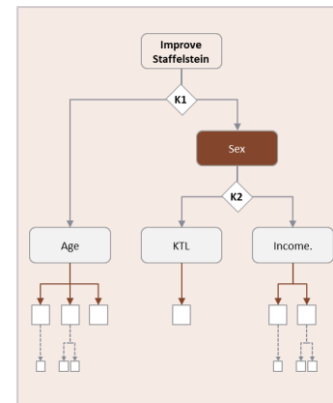 Improve
Staffelstein
K1
Sex
K2
Age
KTL
Income.